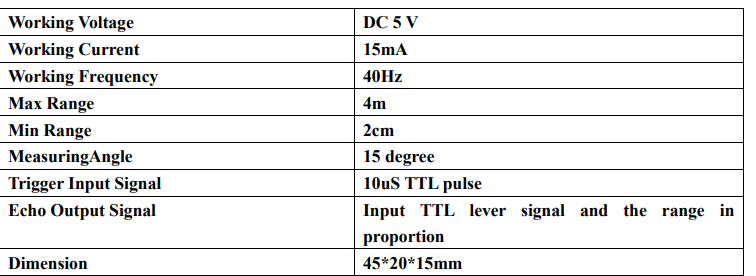 Working Voltage DC 5 V
Working Current 15mA
Working Frequency 40Hz
Max Range 4m
Min Range 2cm
MeasuringAngle 15 degree
Trigger Input Signal 10uS TTL pulse
Echo Output Signal Input TTL lever signal and the range in
proportion
Dimension 45*20*15mm